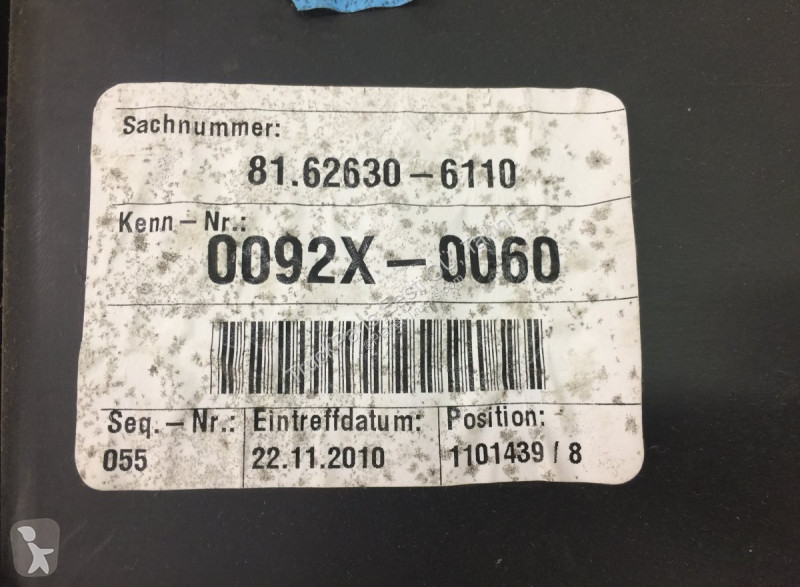 Sachnummer:
81.62630-6110
Kenn-Nr.:
0092X-0060
Seq.-Nr.: Eintreffdatum: Position:
055 22.11.2010 1101439/8